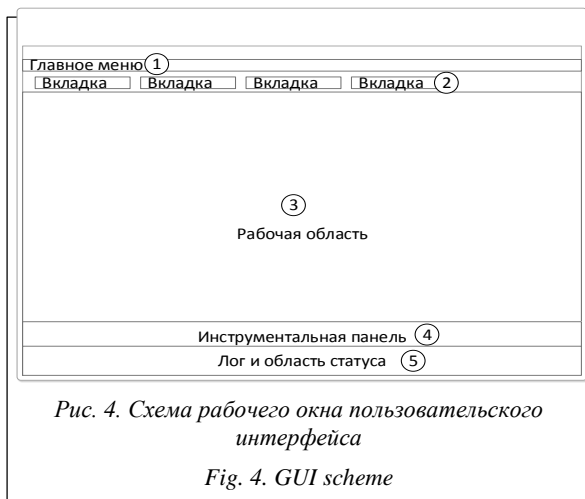 Главное меню 1
Вкладка Вкладка Вкладка Вкладка 2
3
Рабочая область
Инструментальная панель 4
Лог и область статуса 5
Рис. 4. Схема рабочего окна пользовательского
интерфейса
Fig. 4. GUI scheme